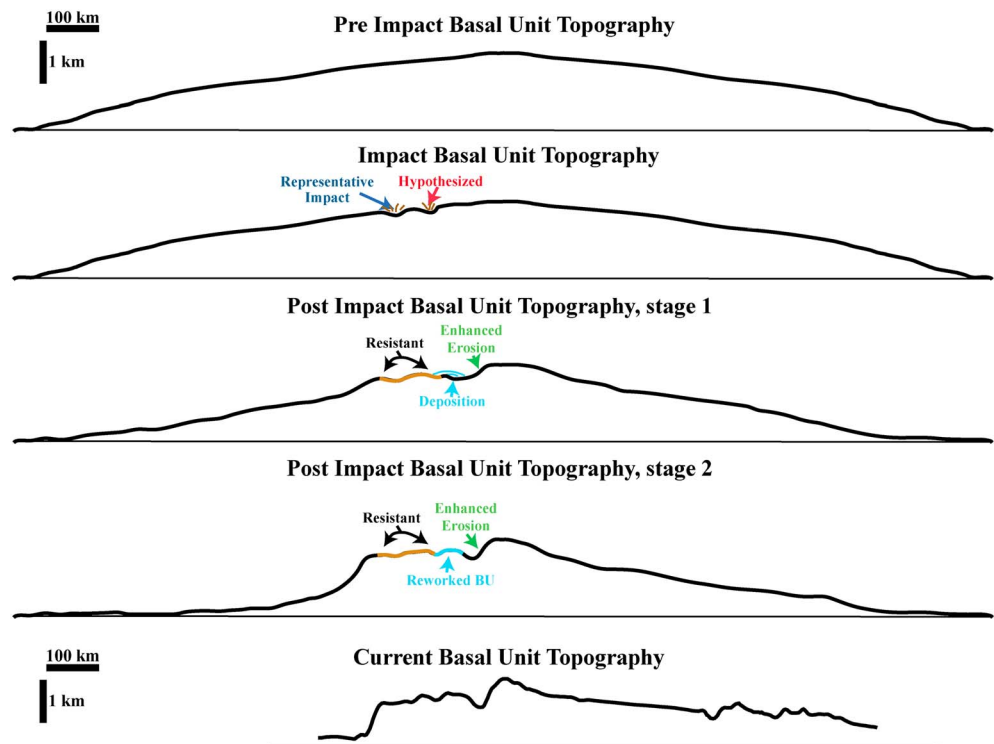 100 km
1 km
Pre Impact Basal Unit Topography
Impact Basal Unit Topography
Representative
Impact
Hypothesized
Post Impact Basal Unit Topography, stage 1
Resistant
Enhanced
Erosion
Deposition
Post Impact Basal Unit Topography, stage 2
Resistant
Enhanced
Erosion
Reworked BU
100 km
1 km
Current Basal Unit Topography